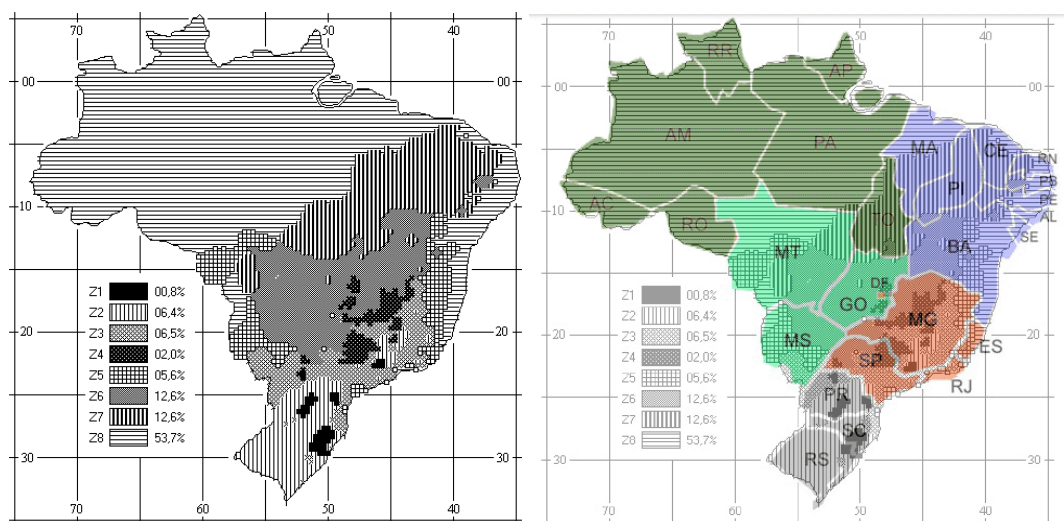 70 50 40
00 00
10
20 20
30 30
70 60 50 40
Z1 00,8%
Z2 06,4%
Z3 06,5%
Z4 02,0%
Z5 05,6%
Z6 12,6%
Z7 12,6%
Z8 53,7%
70 50 40
00 00
10
20 20
30 30
60 50 40
RR
AP
AM
PA
MA
CE
RN
PB
PE
AL
SE
PI
AC
RO
TO
BA
MT
DF
GO
MG
ES
MS
SP
RJ
PR
SC
RS
Z1 00,8%
Z2 06,4%
Z3 06,5%
Z4 02,0%
Z5 05,6%
Z6 12,6%
Z7 12,6%
Z8 53,7%